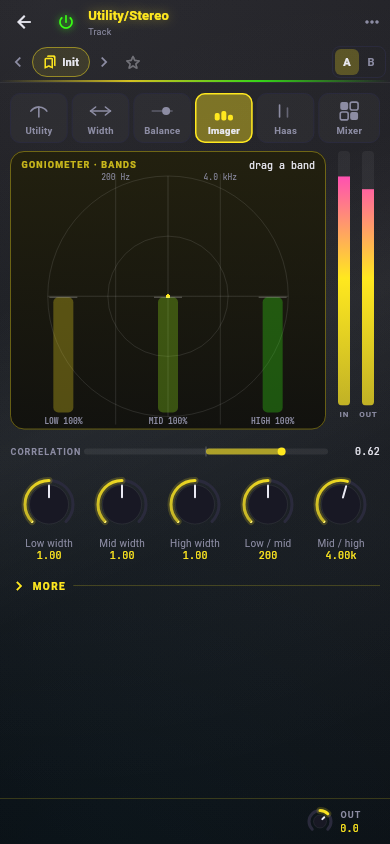 Utility/Stereo
Track
Init
A B
Utility Width Balance Imager Haas Mixer
GONIOMETER · BANDS drag a band
200 Hz 4.0 kHz
LOW 100% MID 100% HIGH 100%
IN OUT
CORRELATION 0.62
Low width Mid width High width Low / mid Mid / high
1.00 1.00 1.00 200 4.00k
MORE
OUT
0.0